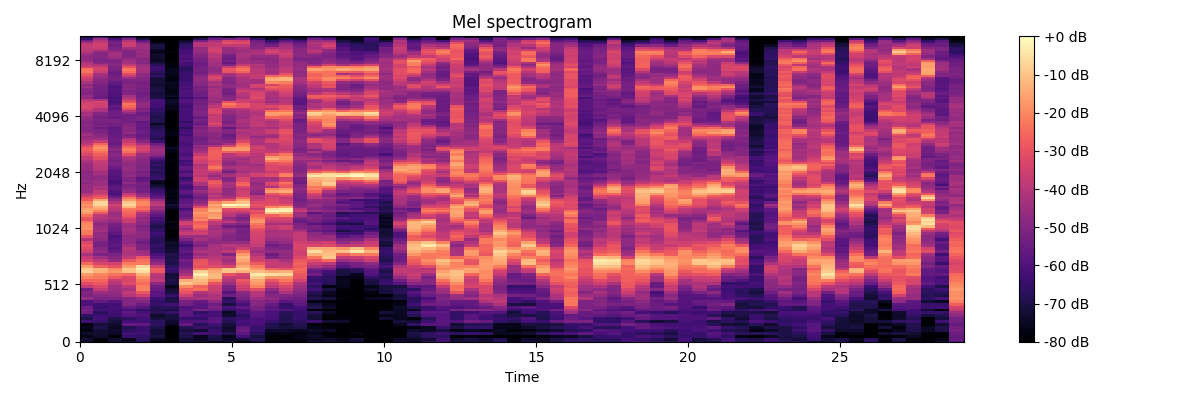 Mel spectrogram
Hz
8192
4096
2048
1024
512
0
0 5 10 15 20 25
Time
+0 dB
-10 dB
-20 dB
-30 dB
-40 dB
-50 dB
-60 dB
-70 dB
-80 dB